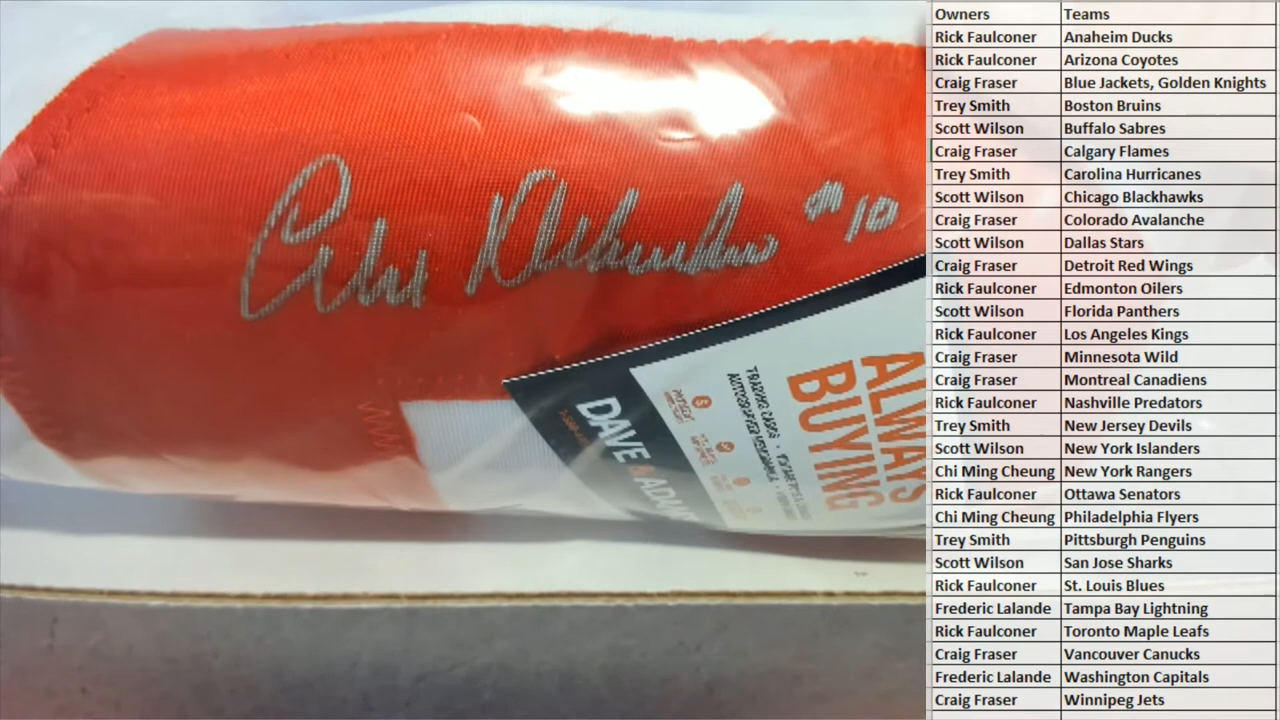 Alex Delvecchio #10
ALWAYS
BUYING
TRADING CARDS
DAVE & ADAM
Owners Teams
Rick Faulconer Anaheim Ducks
Rick Faulconer Arizona Coyotes
Craig Fraser Blue Jackets, Golden Knights
Trey Smith Boston Bruins
Scott Wilson Buffalo Sabres
Craig Fraser Calgary Flames
Trey Smith Carolina Hurricanes
Scott Wilson Chicago Blackhawks
Craig Fraser Colorado Avalanche
Scott Wilson Dallas Stars
Craig Fraser Detroit Red Wings
Rick Faulconer Edmonton Oilers
Scott Wilson Florida Panthers
Rick Faulconer Los Angeles Kings
Craig Fraser Minnesota Wild
Craig Fraser Montreal Canadiens
Rick Faulconer Nashville Predators
Trey Smith New Jersey Devils
Scott Wilson New York Islanders
Chi Ming Cheung New York Rangers
Rick Faulconer Ottawa Senators
Chi Ming Cheung Philadelphia Flyers
Trey Smith Pittsburgh Penguins
Scott Wilson San Jose Sharks
Rick Faulconer St. Louis Blues
Frederic Lalande Tampa Bay Lightning
Rick Faulconer Toronto Maple Leafs
Craig Fraser Vancouver Canucks
Frederic Lalande Washington Capitals
Craig Fraser Winnipeg Jets